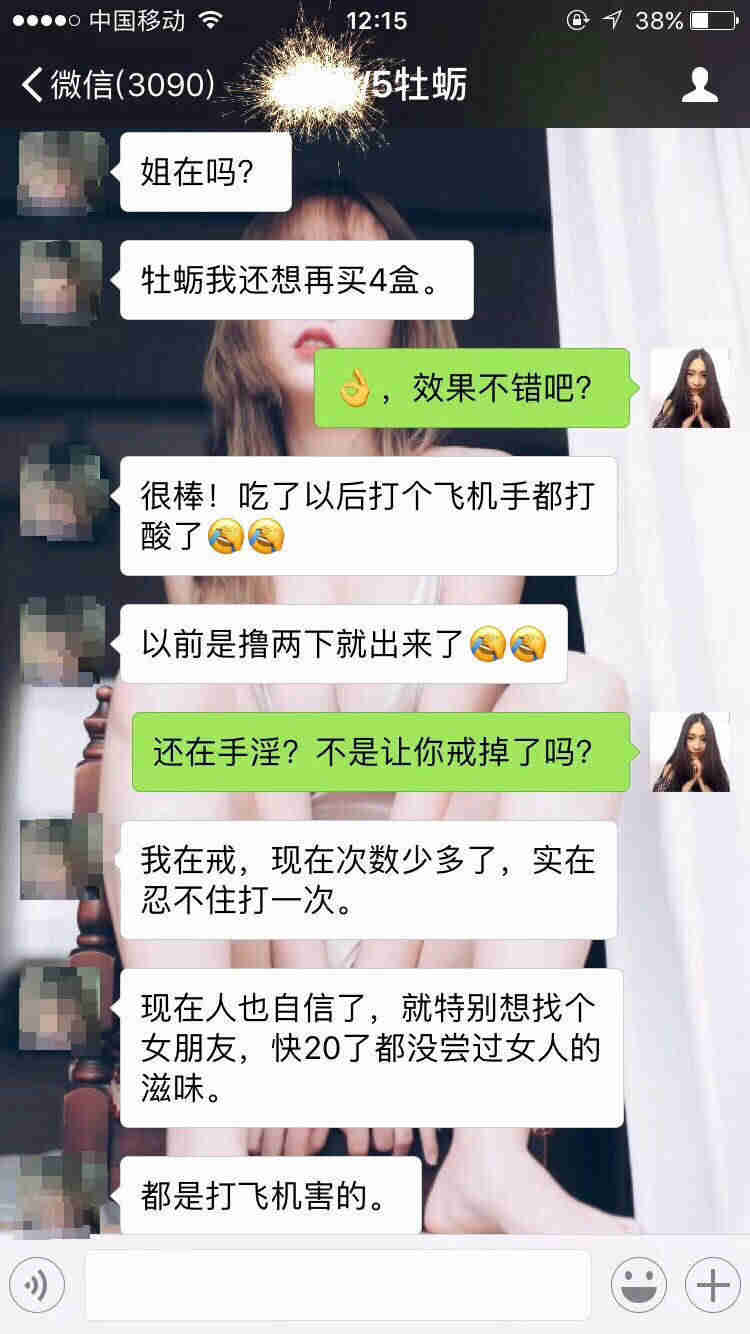 中国移动 12:15 38%
微信(3090) /5牡蛎
姐在吗?
牡蛎我还想再买4盒。
👌，效果不错吧?
很棒！吃了以后打个飞机手都打
酸了🤣🤣
以前是撸两下就出来了🤣🤣
还在手淫？不是让你戒掉了吗?
我在戒，现在次数少多了，实在
忍不住打一次。
现在人也自信了，就特别想找个
女朋友，快20了都没尝过女人的
滋味。
都是打飞机害的。